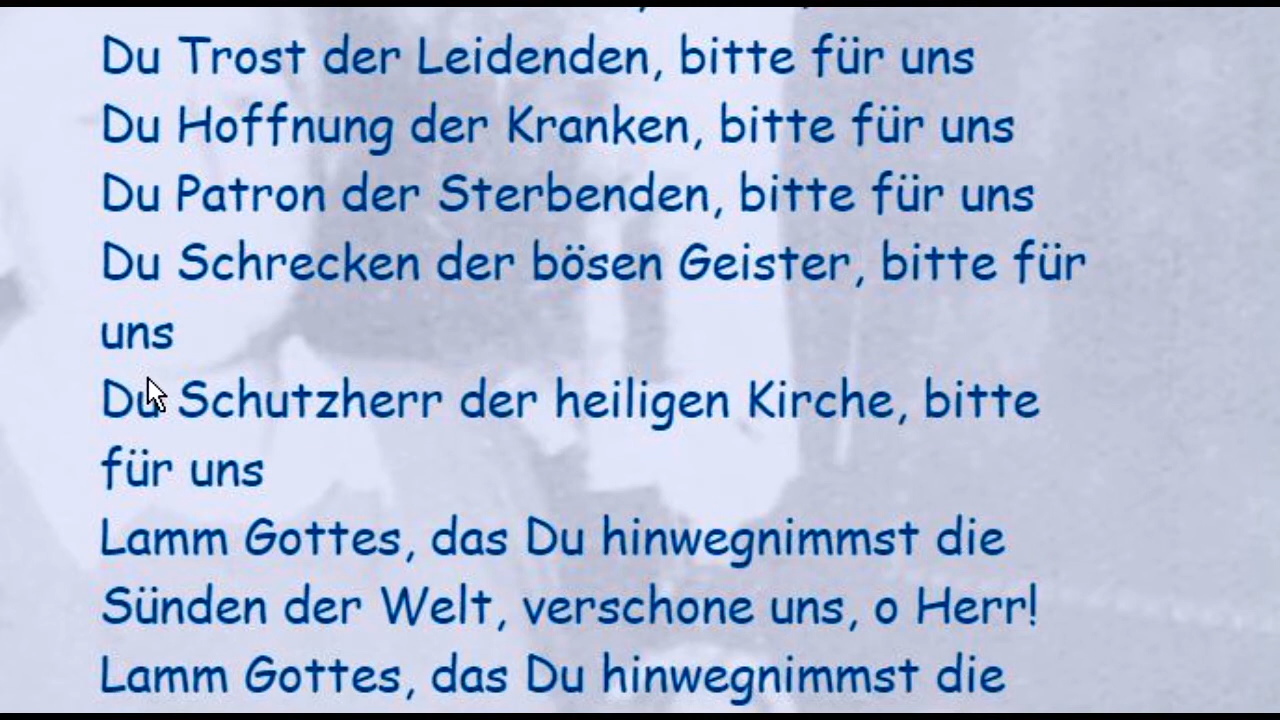 Du Trost der Leidenden, bitte für uns
Du Hoffnung der Kranken, bitte für uns
Du Patron der Sterbenden, bitte für uns
Du Schrecken der bösen Geister, bitte für
uns
Du Schutzherr der heiligen Kirche, bitte
für uns
Lamm Gottes, das Du hinwegnimmst die
Sünden der Welt, verschone uns, o Herr!
Lamm Gottes, das Du hinwegnimmst die